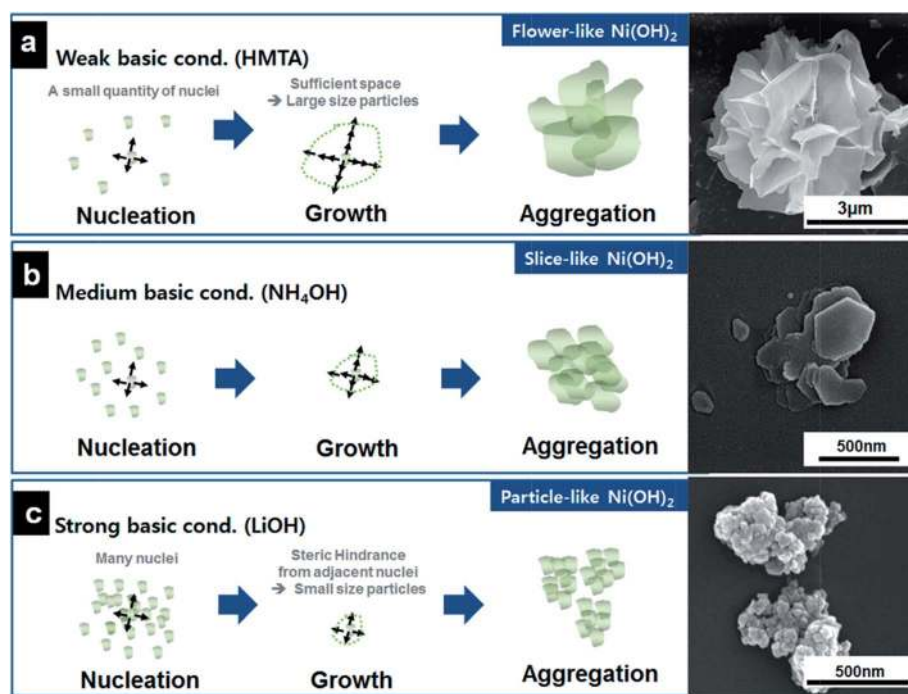 a
Flower-like Ni(OH)₂
Weak basic cond. (HMTA)
A small quantity of nuclei
Sufficient space
➔ Large size particles
Nucleation
Growth
Aggregation
3μm
b
Slice-like Ni(OH)₂
Medium basic cond. (NH₄OH)
Nucleation
Growth
Aggregation
500nm
c
Particle-like Ni(OH)₂
Strong basic cond. (LiOH)
Many nuclei
Steric Hindrance
from adjacent nuclei
➔ Small size particles
Nucleation
Growth
Aggregation
500nm